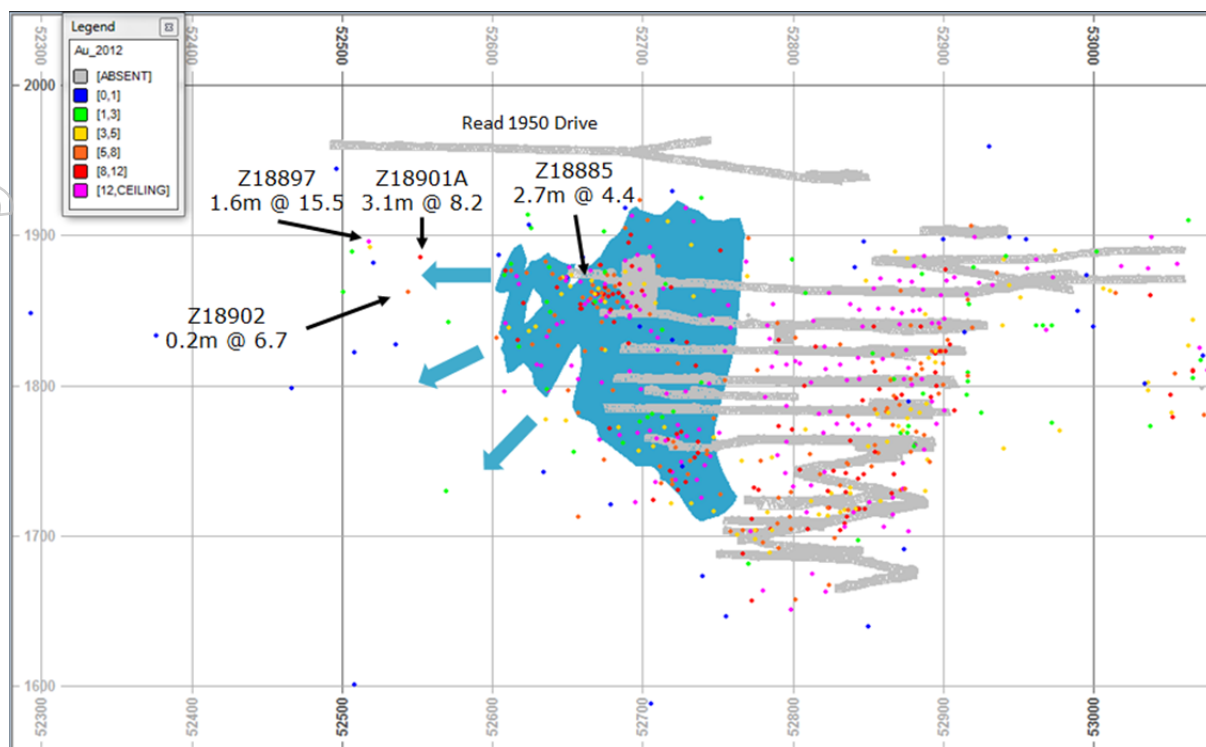 Legend
Au_2012
[ABSENT]
[0,1]
[1,3]
[3,5]
[5,8]
[8,12]
[12,CEILING]
52300
52400
52500
52600
52700
52800
52900
53000
2000
Read 1950 Drive
Z18897
1.6m @ 15.5
Z18901A
3.1m @ 8.2
Z18885
2.7m @ 4.4
1900
Z18902
0.2m @ 6.7
1800
1700
1600
52300
52400
52500
52600
52700
52800
52900
53000